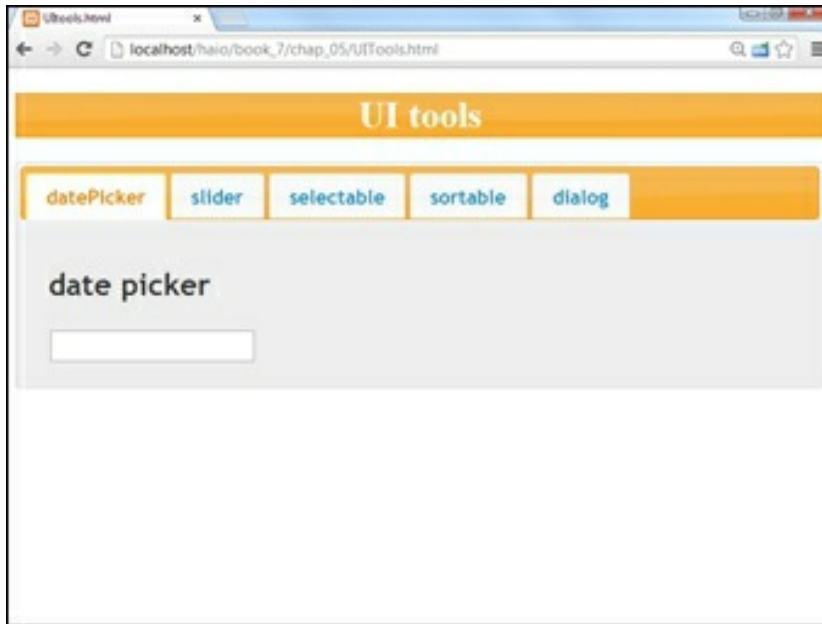 UItools.html
localhost/haio/book_7/chap_05/UITools.html
UI tools
datePicker slider selectable sortable dialog
date picker